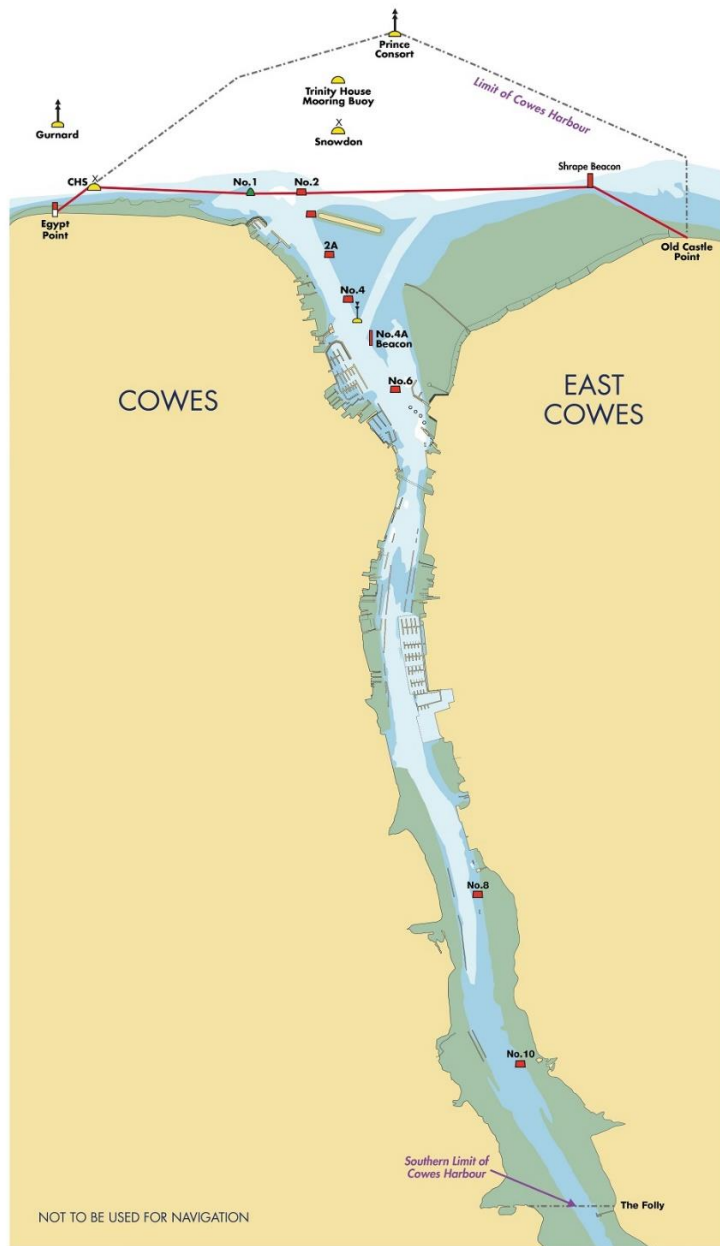 Prince
Consort
Trinity House
Mooring Buoy
Limit of Cowes Harbour
Gurnard
Snowdon
CHS
No.1
No.2
Shrape Beacon
Egypt
Point
Old Castle
Point
2A
No.4
No.4A
Beacon
No.6
COWES
EAST
COWES
No.8
No.10
Southern Limit of
Cowes Harbour
The Folly
NOT TO BE USED FOR NAVIGATION